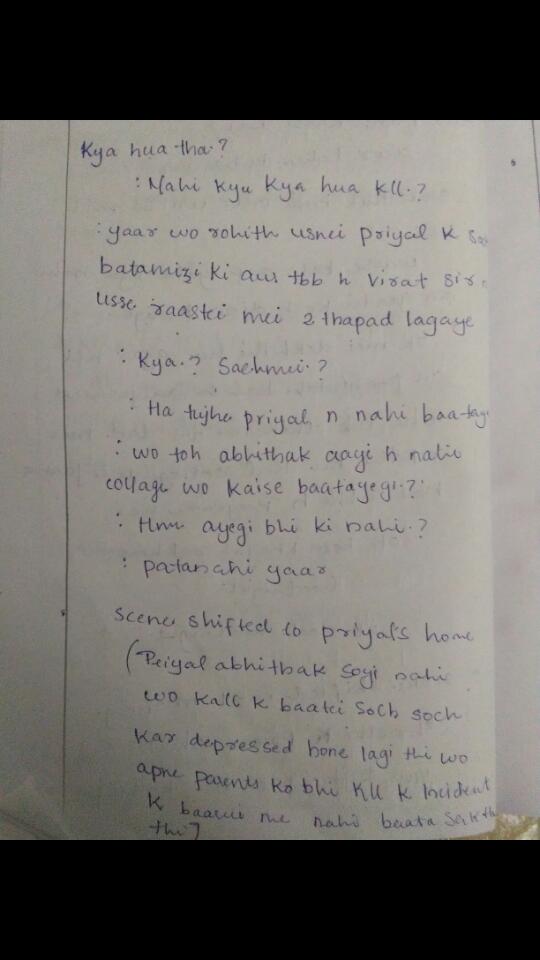 Kya hua tha.?
: Nahi kyu kya hua kll.?
: yaar wo rohith usnei priyal k
batamizi ki aur tbb h virat sir
usse raastei mei 2 thapad lagaye
: Kya.? Sachmei.?
: Ha tujhe priyal n nahi baataya
: wo toh abhithak aayi h nahi
collage wo kaise baatayegi.?
: Hmm ayegi bhi ki nahi.?
: patanahi yaar
scene shifted to priyal's home
(Priyal abhithak soyi nahi
wo kall k baatei soch soch
kar depressed hone lagi thi wo
apne parents ko bhi kll k incident
k baarei me nahi baata sakthi
thi)